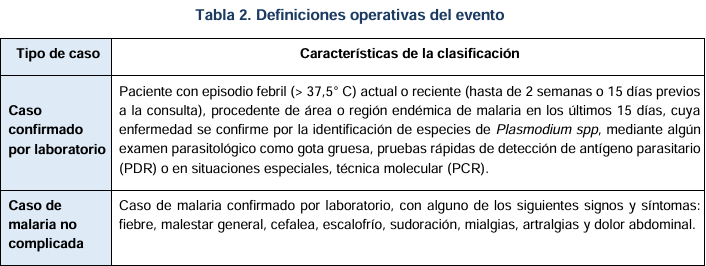 Tabla 2. Definiciones operativas del evento
Tipo de caso
Características de la clasificación
Caso
confirmado
por laboratorio
Paciente con episodio febril (> 37,5° C) actual o reciente (hasta de 2 semanas o 15 días previos
a la consulta), procedente de área o región endémica de malaria en los últimos 15 días, cuya
enfermedad se confirme por la identificación de especies de Plasmodium spp, mediante algún
examen parasitológico como gota gruesa, pruebas rápidas de detección de antígeno parasitario
(PDR) o en situaciones especiales, técnica molecular (PCR).
Caso de
malaria no
complicada
Caso de malaria confirmado por laboratorio, con alguno de los siguientes signos y síntomas:
fiebre, malestar general, cefalea, escalofrío, sudoración, mialgias, artralgias y dolor abdominal.